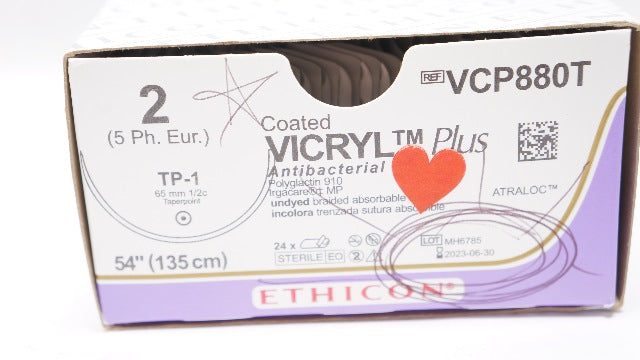 2
(5 Ph. Eur.)
REF VCP880T
Coated
VICRYL™ Plus
Antibacterial
Polyglactin 910
Irgacare® MP
undyed braided absorbable
incolora trenzada sutura
TP-1
65 mm 1/2c
Taperpoint
ATRALOC™
24 x
STERILE EO
LOT MH6785
2023-06-30
54" (135 cm)
ETHICON